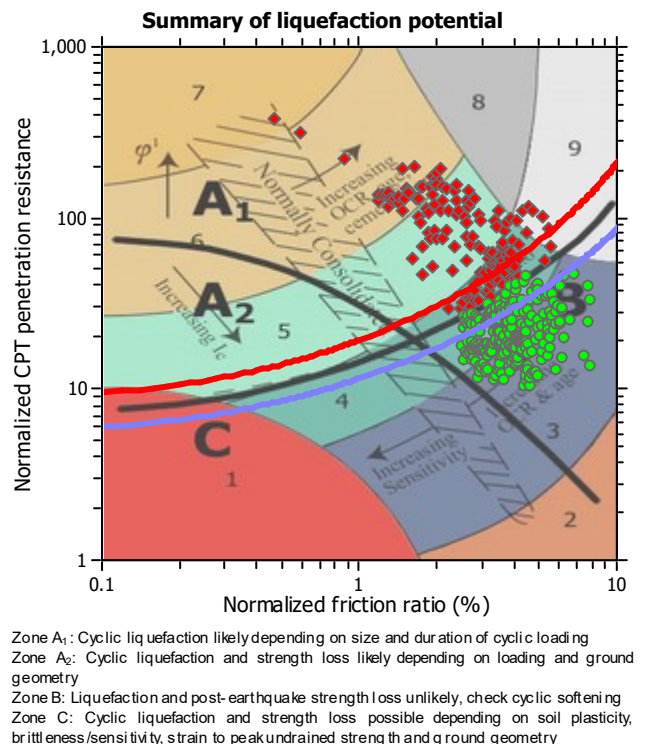 Summary of liquefaction potential
1,000
100
10
1
Normalized CPT penetration resistance
7
8
9
φ'
A1
Increasing
OCR, age,
Normally Consolidated
6
A2
Increasing Ic
5
B
4
C
1
Increasing
Sensitivity
Increasing
OCR & age
3
2
0.1
1
10
Normalized friction ratio (%)
Zone A1: Cyclic liquefaction likely depending on size and duration of cyclic loading
Zone A2: Cyclic liquefaction and strength loss likely depending on loading and ground
geometry
Zone B: Liquefaction and post-earthquake strength loss unlikely, check cyclic softening
Zone C: Cyclic liquefaction and strength loss possible depending on soil plasticity,
brittleness/sensitivity, strain to peak undrained strength and ground geometry